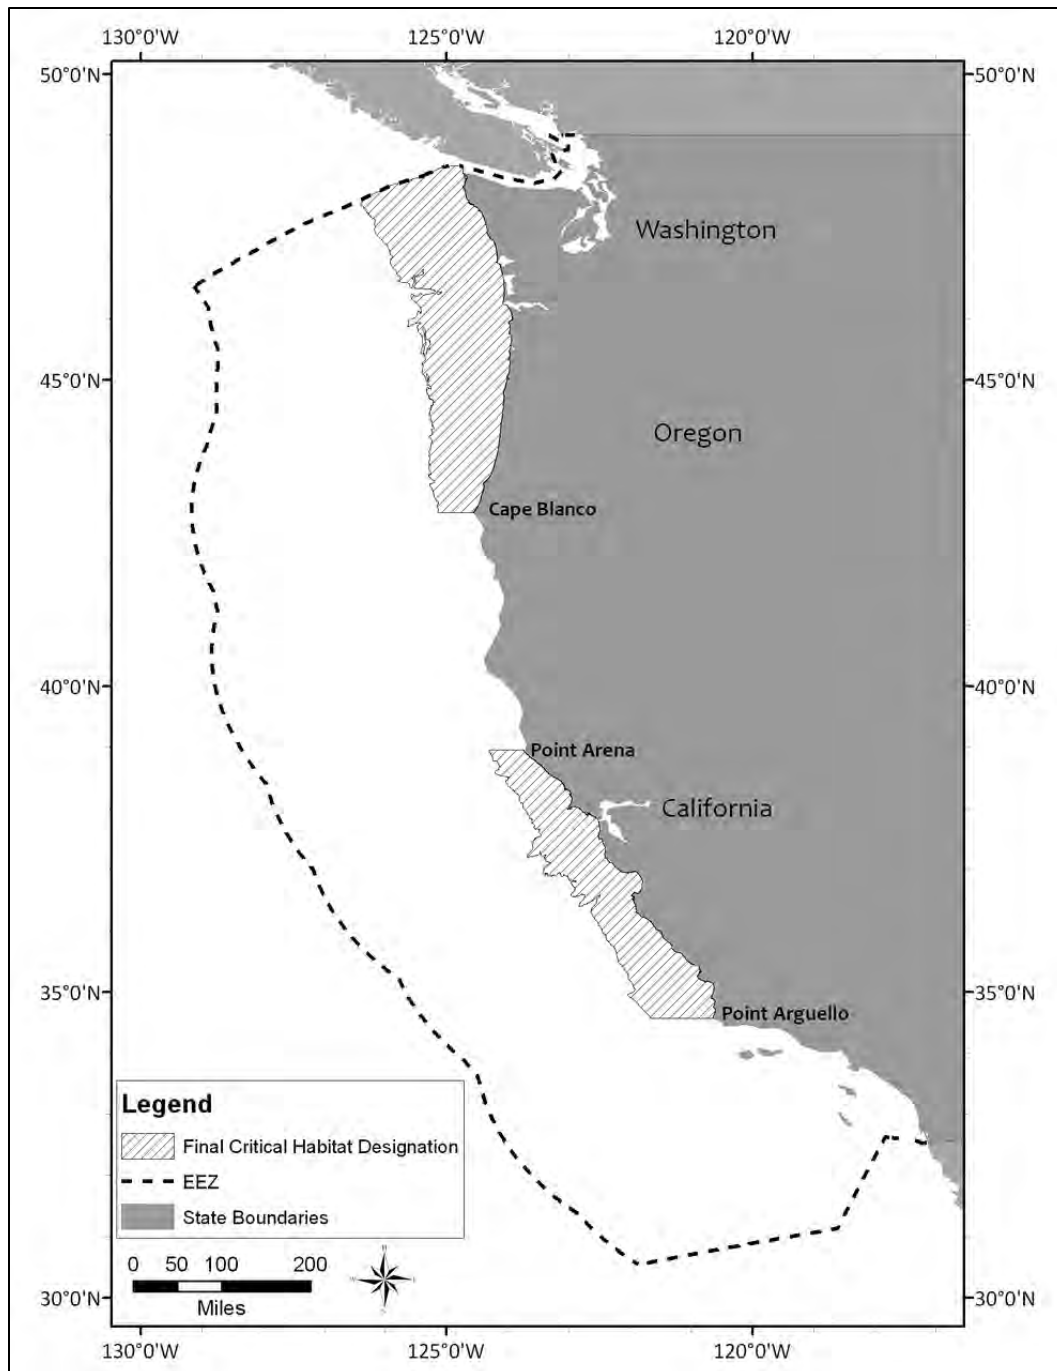 130°0'W 125°0'W 120°0'W
50°0'N 50°0'N
Washington
45°0'N 45°0'N
Oregon
Cape Blanco
40°0'N 40°0'N
Point Arena
California
35°0'N 35°0'N
Point Arguello
Legend
Final Critical Habitat Designation
EEZ
State Boundaries
0 50 100 200
Miles
30°0'N 30°0'N
130°0'W 125°0'W 120°0'W